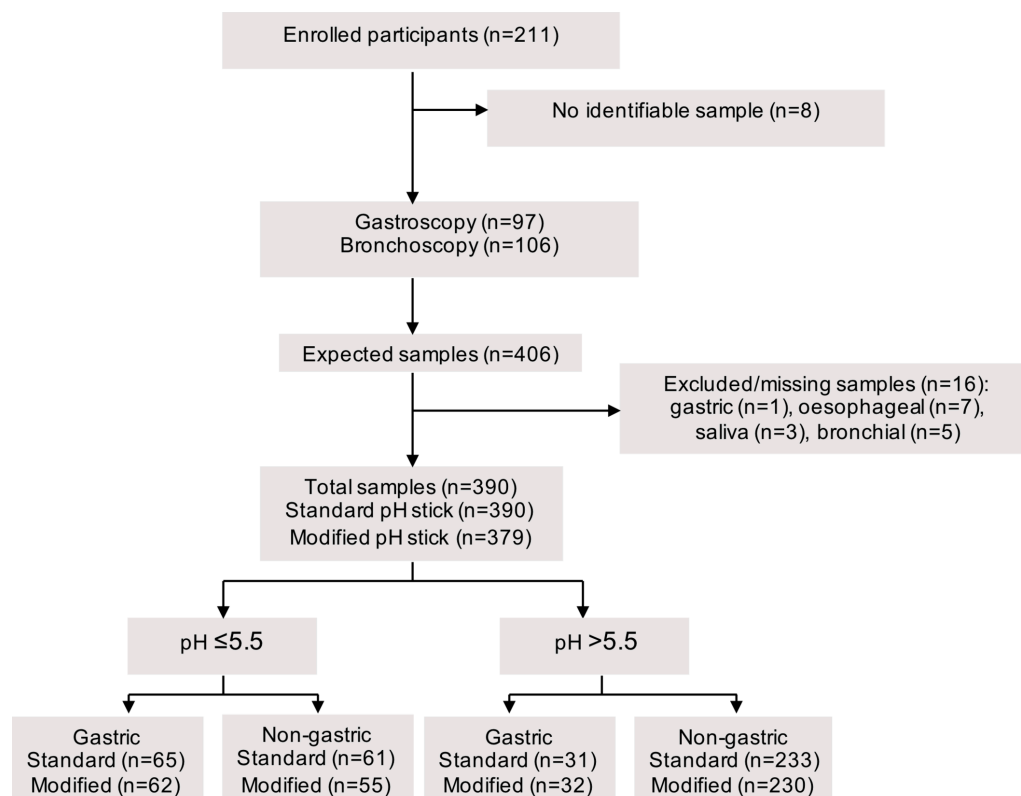 Enrolled participants (n=211)
No identifiable sample (n=8)
Gastroscopy (n=97)
Bronchoscopy (n=106)
Expected samples (n=406)
Excluded/missing samples (n=16):
gastric (n=1), oesophageal (n=7),
saliva (n=3), bronchial (n=5)
Total samples (n=390)
Standard pH stick (n=390)
Modified pH stick (n=379)
pH ≤5.5
pH >5.5
Gastric
Standard (n=65)
Modified (n=62)
Non-gastric
Standard (n=61)
Modified (n=55)
Gastric
Standard (n=31)
Modified (n=32)
Non-gastric
Standard (n=233)
Modified (n=230)